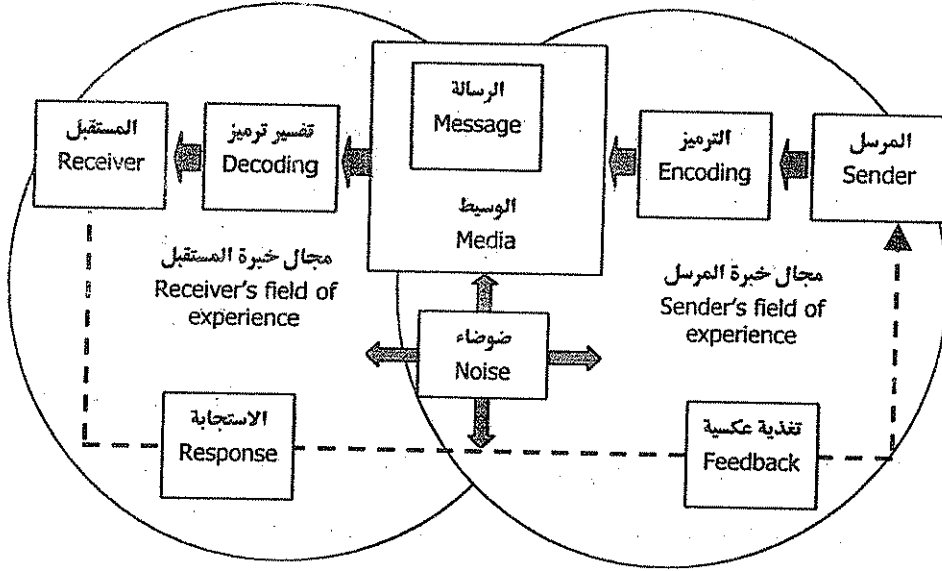 الرسالة
Message
الوسيط
Media
المرسل
Sender
الترميز
Encoding
تفسير ترميز
Decoding
المستقبل
Receiver
مجال خبرة المرسل
Sender's field of
experience
مجال خبرة المستقبل
Receiver's field of
experience
ضوضاء
Noise
الاستجابة
Response
تغذية عكسية
Feedback